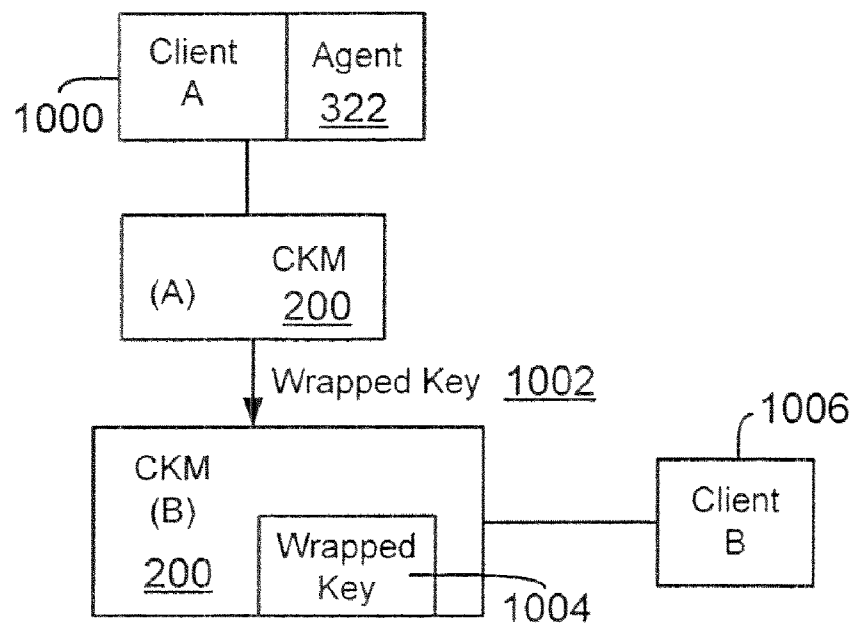 Client
A
Agent
322
1000
CKM
(A)
200
Wrapped Key 1002
1006
CKM
(B)
200
Wrapped
Key
1004
Client
B